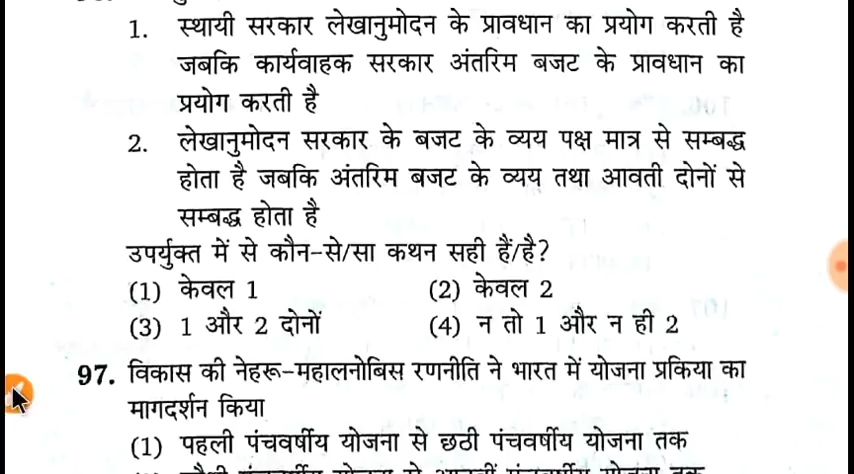 1. स्थायी सरकार लेखानुमोदन के प्रावधान का प्रयोग करती है
जबकि कार्यवाहक सरकार अंतरिम बजट के प्रावधान का
प्रयोग करती है
2. लेखानुमोदन सरकार के बजट के व्यय पक्ष मात्र से सम्बद्ध
होता है जबकि अंतरिम बजट के व्यय तथा आवती दोनों से
सम्बद्ध होता है
उपर्युक्त में से कौन-से/सा कथन सही हैं/है?
(1) केवल 1 (2) केवल 2
(3) 1 और 2 दोनों (4) न तो 1 और न ही 2
97. विकास की नेहरू-महालनोबिस रणनीति ने भारत में योजना प्रकिया का
मागदर्शन किया
(1) पहली पंचवर्षीय योजना से छठी पंचवर्षीय योजना तक